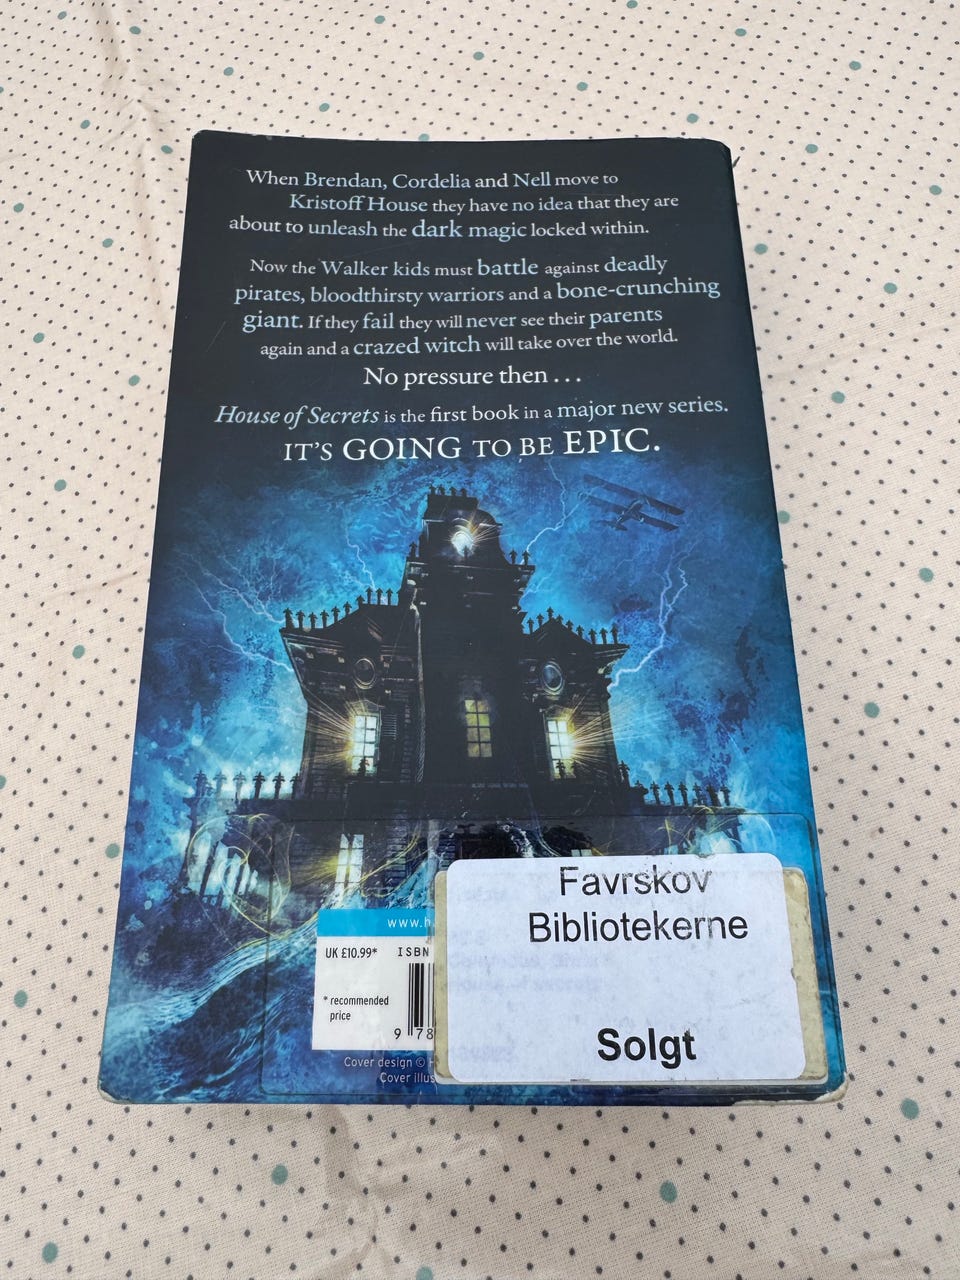 When Brendan, Cordelia and Nell move to
Kristoff House they have no idea that they are
about to unleash the dark magic locked within.
Now the Walker kids must battle against deadly
pirates, bloodthirsty warriors and a bone-crunching
giant. If they fail they will never see their parents
again and a crazed witch will take over the world.
No pressure then ...
House of Secrets is the first book in a major new series.
IT'S GOING TO BE EPIC.
www.h
UK £10.99*
ISBN
* recommended
price
9 78
Cover design ©
Cover illus
Favrskov
Bibliotekerne
Solgt